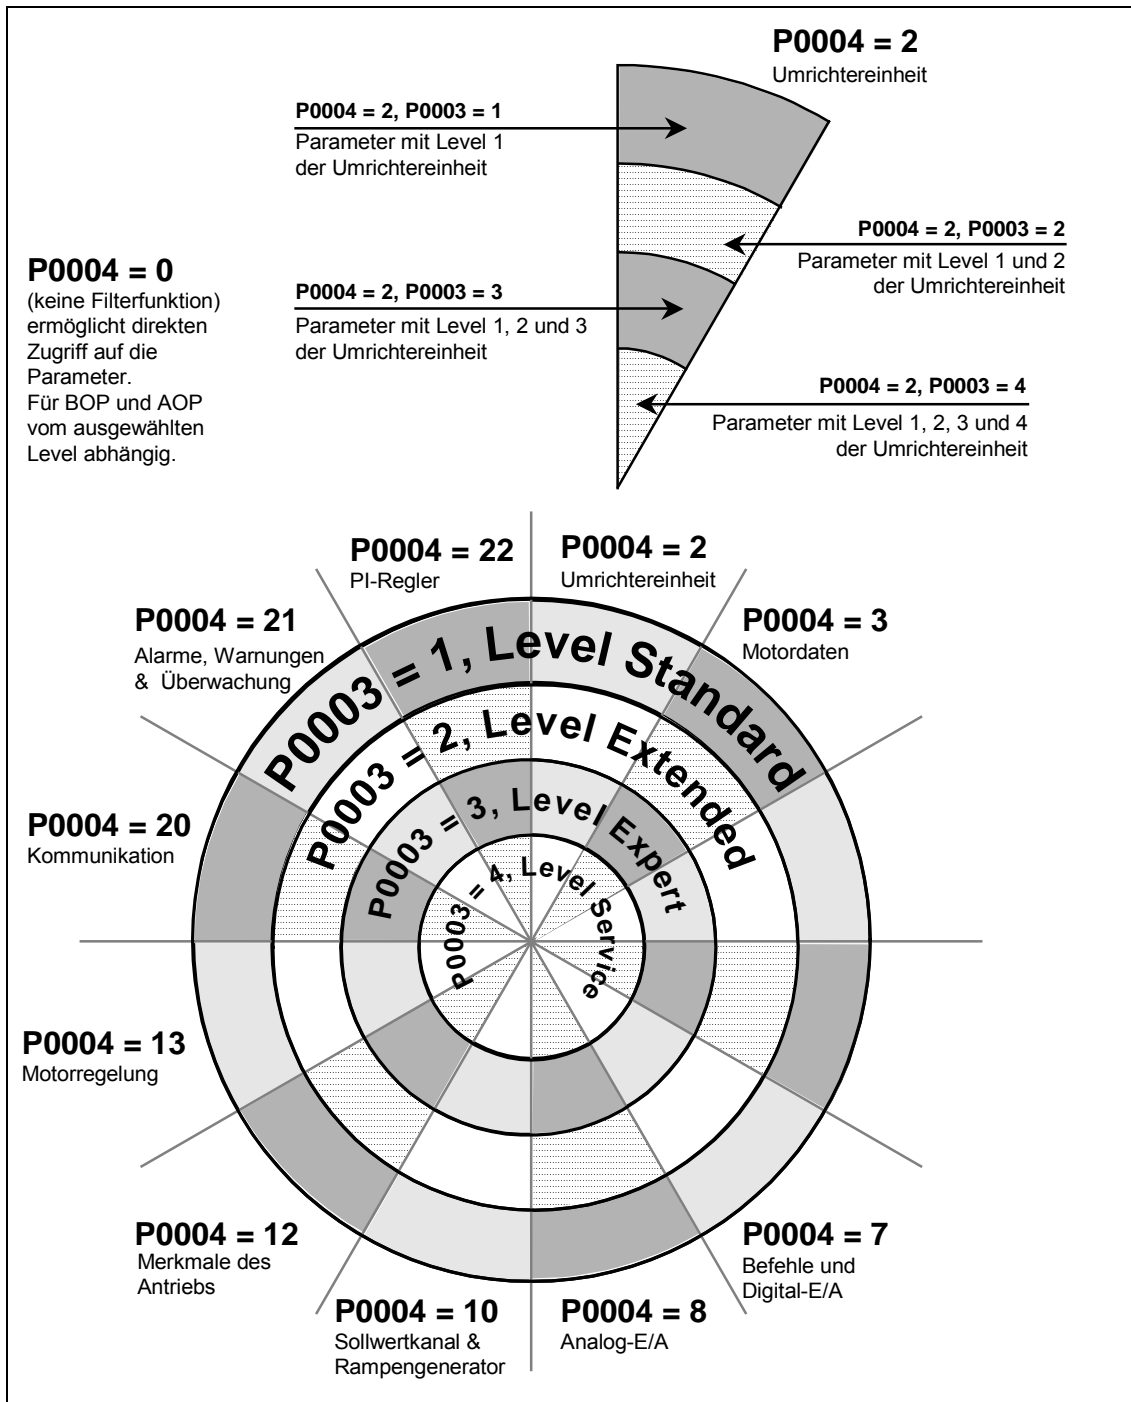 P0004 = 2
Umrichtereinheit
P0004 = 2, P0003 = 1
Parameter mit Level 1
der Umrichtereinheit
P0004 = 2, P0003 = 2
Parameter mit Level 1 und 2
der Umrichtereinheit
P0004 = 0
(keine Filterfunktion)
ermöglicht direkten
Zugriff auf die
Parameter.
Für BOP und AOP
vom ausgewählten
Level abhängig.
P0004 = 2, P0003 = 3
Parameter mit Level 1, 2 und 3
der Umrichtereinheit
P0004 = 2, P0003 = 4
Parameter mit Level 1, 2, 3 und 4
der Umrichtereinheit
P0004 = 22
PI-Regler
P0004 = 2
Umrichtereinheit
P0004 = 21
Alarme, Warnungen
& Überwachung
P0004 = 3
Motordaten
P0003 = 1, Level Standard
P0003 = 2, Level Extended
P0003 = 3, Level Expert
P0003 = 4, Level Service
P0004 = 20
Kommunikation
P0004 = 13
Motorregelung
P0004 = 12
Merkmale des
Antriebs
P0004 = 7
Befehle und
Digital-E/A
P0004 = 10
Sollwertkanal &
Rampengenerator
P0004 = 8
Analog-E/A